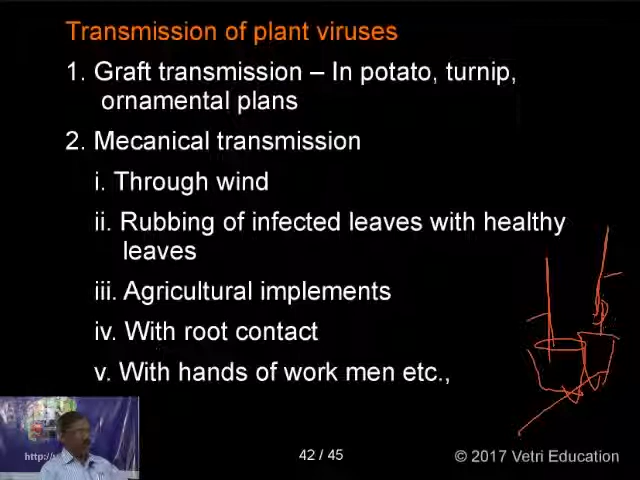 Transmission of plant viruses
1. Graft transmission – In potato, turnip,
ornamental plans
2. Mecanical transmission
i. Through wind
ii. Rubbing of infected leaves with healthy
leaves
iii. Agricultural implements
iv. With root contact
v. With hands of work men etc.,
http://
42 / 45
© 2017 Vetri Education